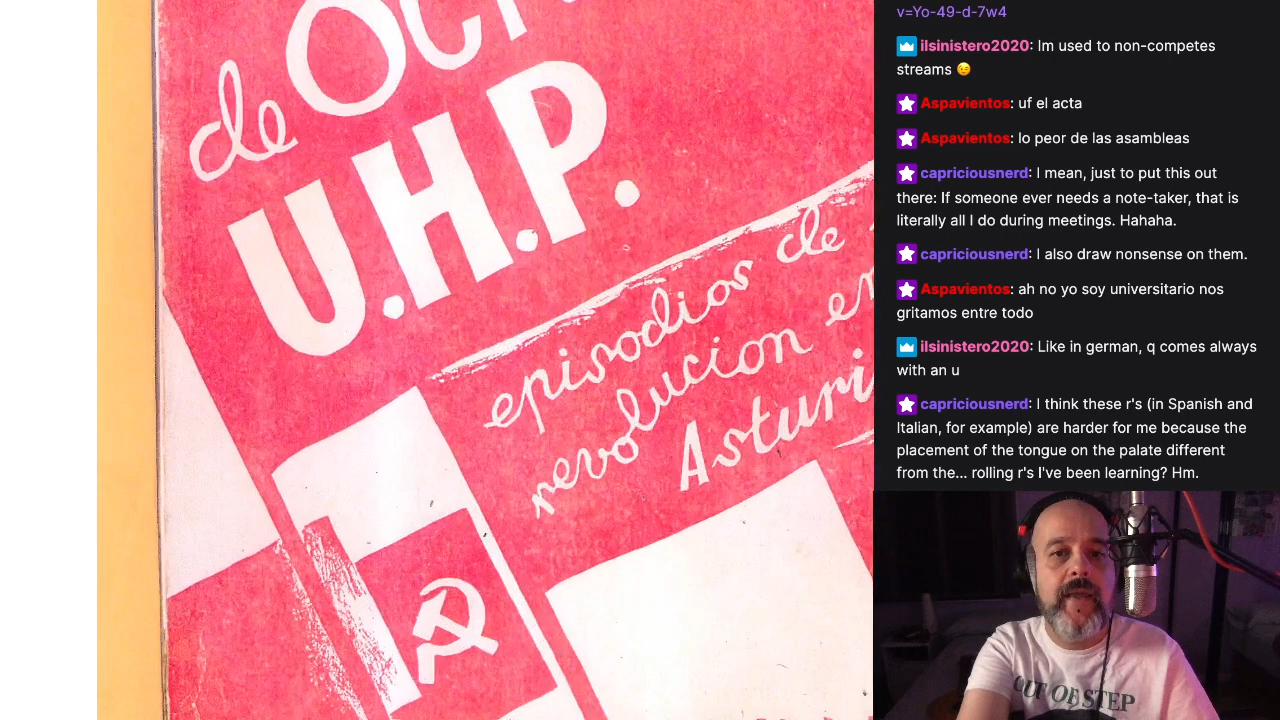 de OCT
U.H.P.
episodios de
revolucion en
Asturi
v=Yo-49-d-7w4
ilsinistero2020: Im used to non-competes
streams 😉
Aspavientos: uf el acta
Aspavientos: lo peor de las asambleas
capriciousnerd: I mean, just to put this out
there: If someone ever needs a note-taker, that is
literally all I do during meetings. Hahaha.
capriciousnerd: I also draw nonsense on them.
Aspavientos: ah no yo soy universitario nos
gritamos entre todo
ilsinistero2020: Like in german, q comes always
with an u
capriciousnerd: I think these r's (in Spanish and
Italian, for example) are harder for me because the
placement of the tongue on the palate different
from the... rolling r's I've been learning? Hm.
OUT OF STEP